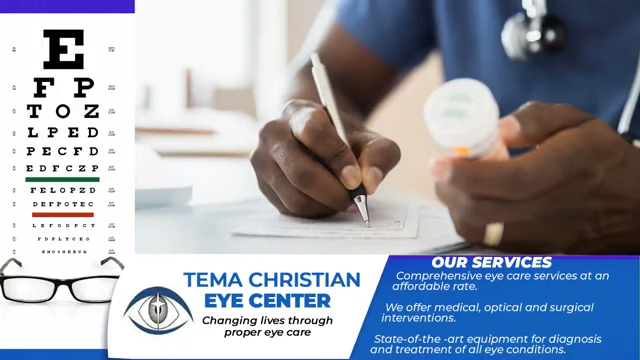 E
F P
T O Z
L P E D
P E C F D
E D F C Z P
F E L O P Z D
D E F P O T E C
L E F O D P C T
F D P L T C E O
TEMA CHRISTIAN
EYE CENTER
Changing lives through
proper eye care
OUR SERVICES
Comprehensive eye care services at an
affordable rate.
We offer medical, optical and surgical
interventions.
State-of-the -art equipment for diagnosis
and treatment of all eye conditions.